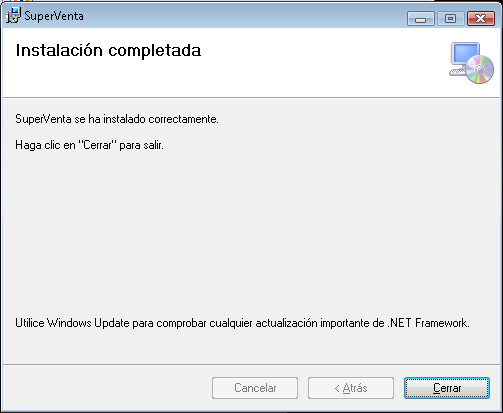 SuperVenta
Instalación completada
SuperVenta se ha instalado correctamente.
Haga clic en "Cerrar" para salir.
Utilice Windows Update para comprobar cualquier actualización importante de .NET Framework.
Cancelar
< Atrás
Cerrar